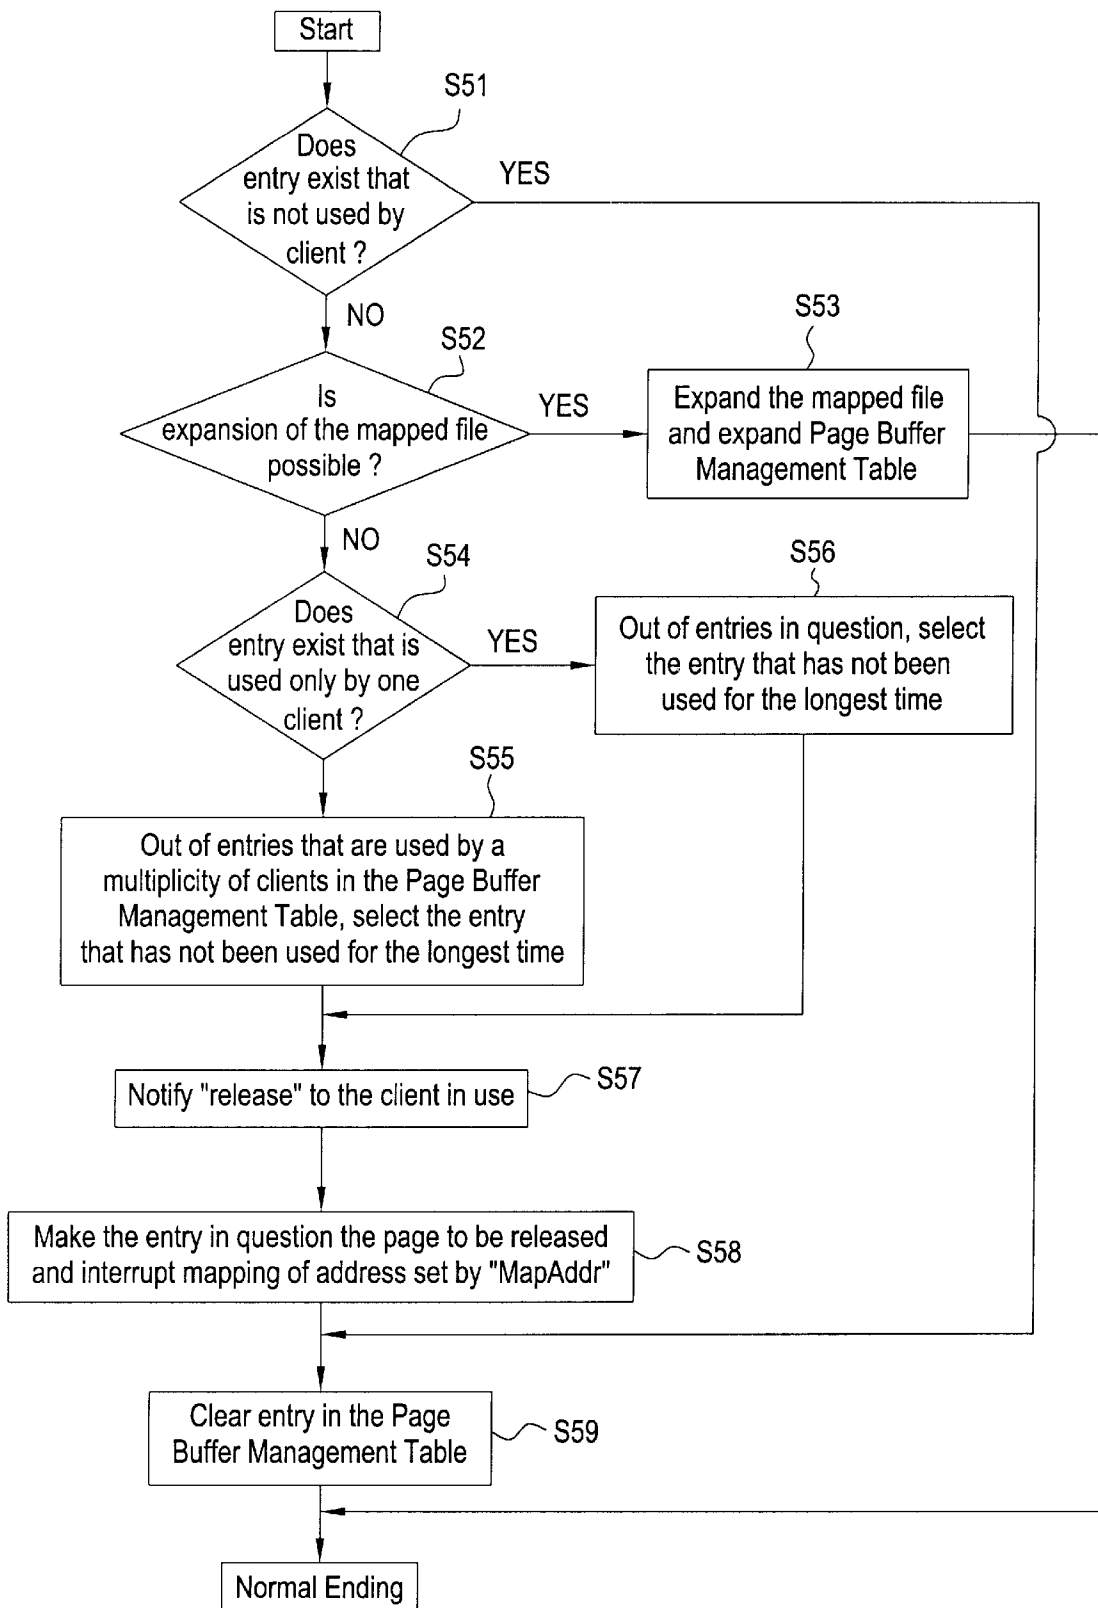 Start
S51
Does
entry exist that
is not used by
client ?
YES
NO
S52
Is
expansion of the mapped file
possible ?
YES
S53
Expand the mapped file
and expand Page Buffer
Management Table
NO
S54
Does
entry exist that is
used only by one
client ?
YES
S56
Out of entries in question, select
the entry that has not been
used for the longest time
S55
Out of entries that are used by a
multiplicity of clients in the Page Buffer
Management Table, select the entry
that has not been used for the longest time
Notify "release" to the client in use
S57
Make the entry in question the page to be released
and interrupt mapping of address set by "MapAddr"
S58
Clear entry in the Page
Buffer Management Table
S59
Normal Ending